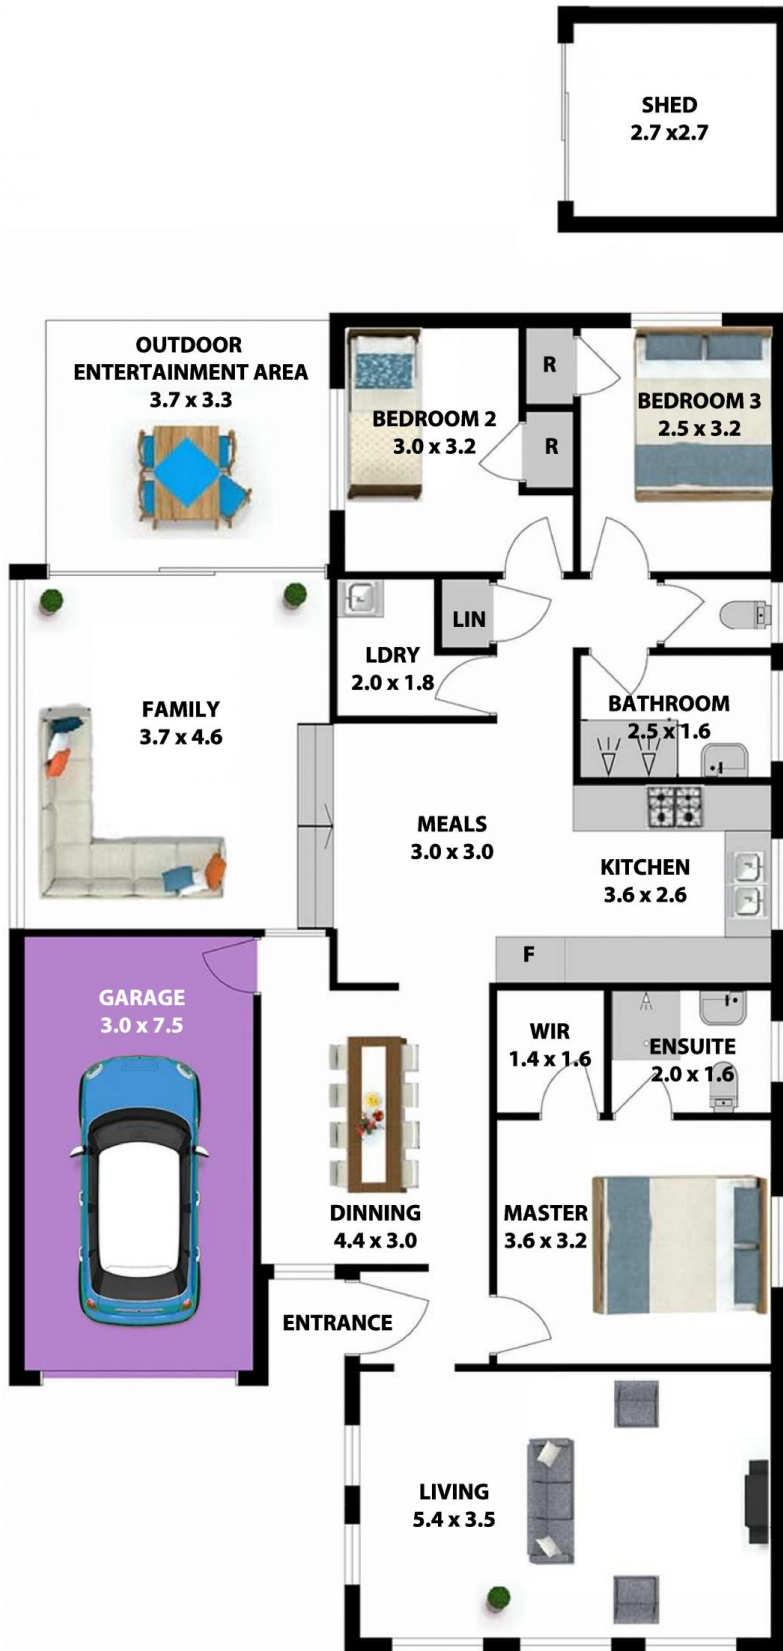 SHED
2.7 x2.7
OUTDOOR
ENTERTAINMENT AREA
3.7 x 3.3
BEDROOM 2
3.0 x 3.2
R
R
BEDROOM 3
2.5 x 3.2
LIN
LDRY
2.0 x 1.8
BATHROOM
2.5 x 1.6
FAMILY
3.7 x 4.6
MEALS
3.0 x 3.0
KITCHEN
3.6 x 2.6
F
GARAGE
3.0 x 7.5
WIR
1.4 x 1.6
ENSUITE
2.0 x 1.6
DINNING
4.4 x 3.0
MASTER
3.6 x 3.2
ENTRANCE
LIVING
5.4 x 3.5